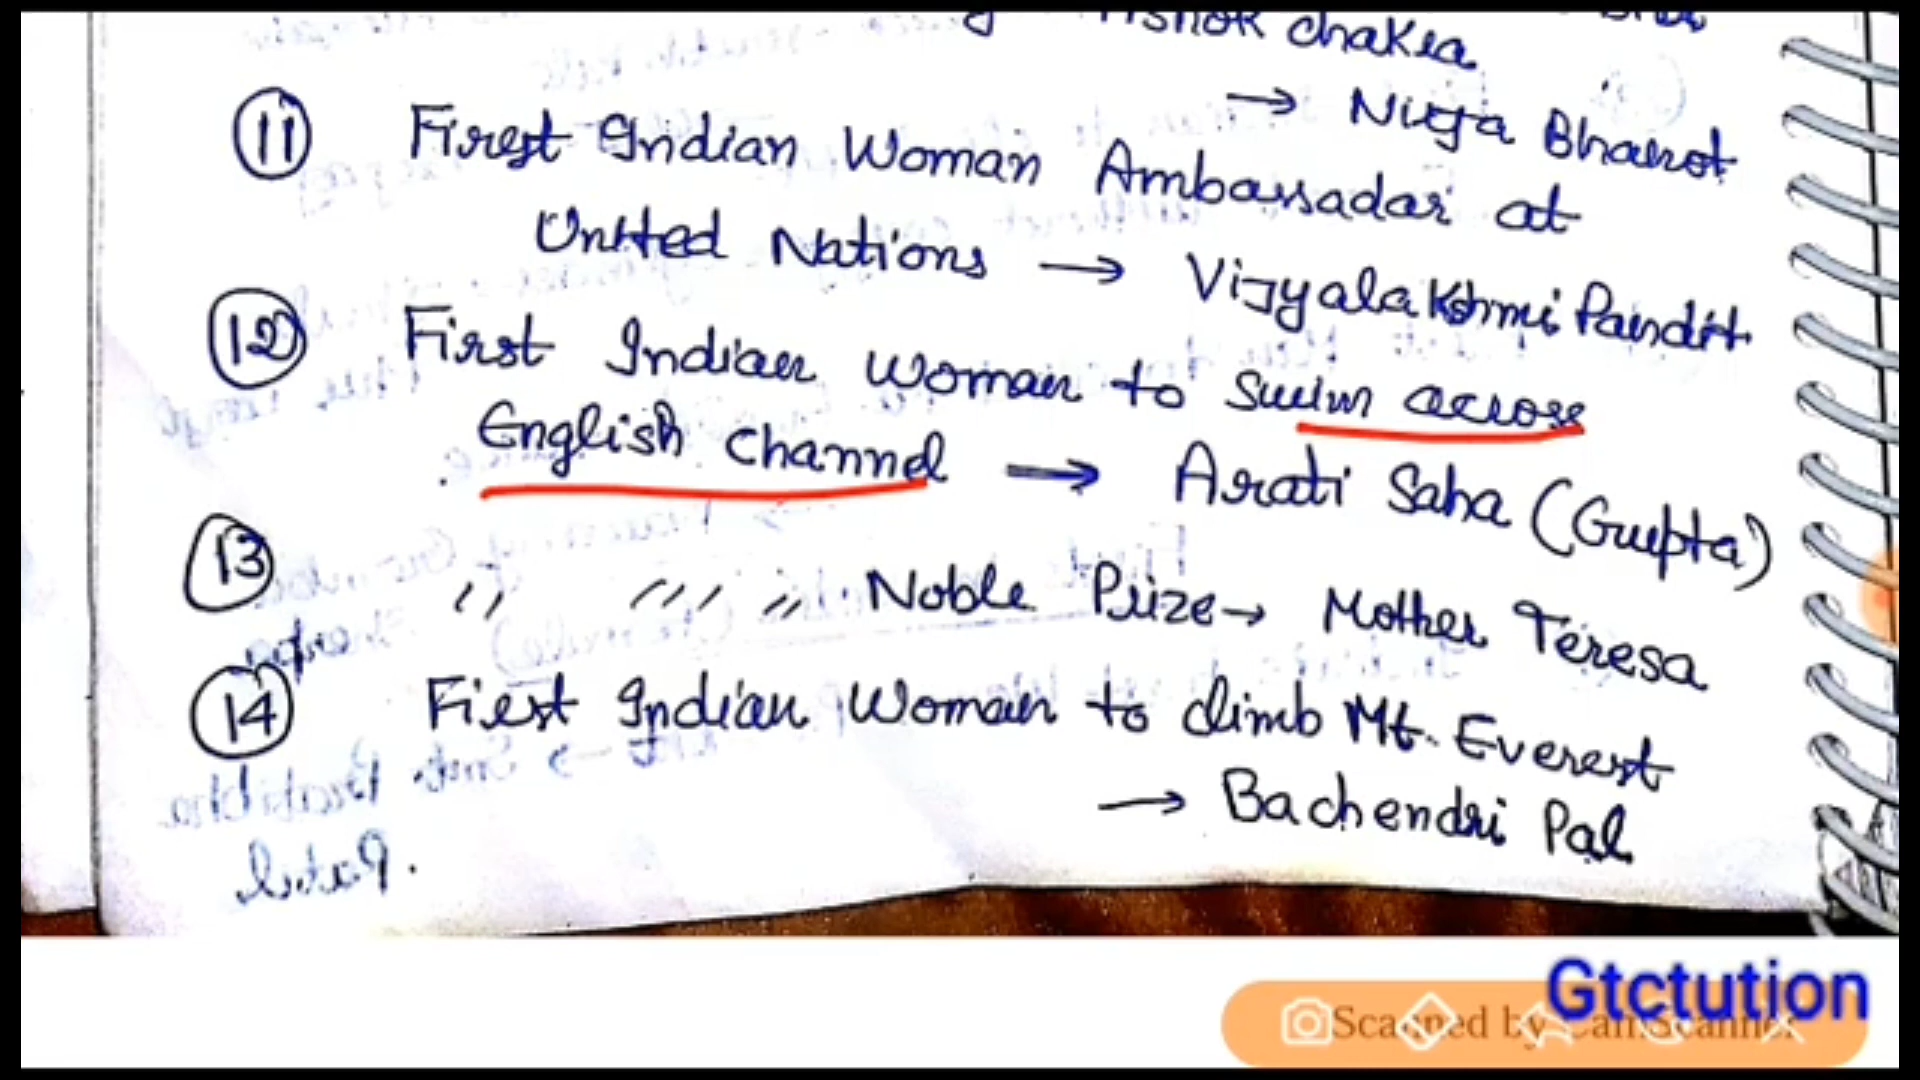 Ashok Chakra
→ Nirja Bhanot
11 First Indian Woman Ambassadar at
United Nations → Vijyalakshmi Pandit
12 First Indian Woman to Swim across
English Channel → Arati Saha (Gupta)
13 " "' " Noble Prize → Mother Teresa
14 First Indian Woman to climb Mt. Everest
→ Bachendri Pal
Gtctution
Scanned by CamScanner